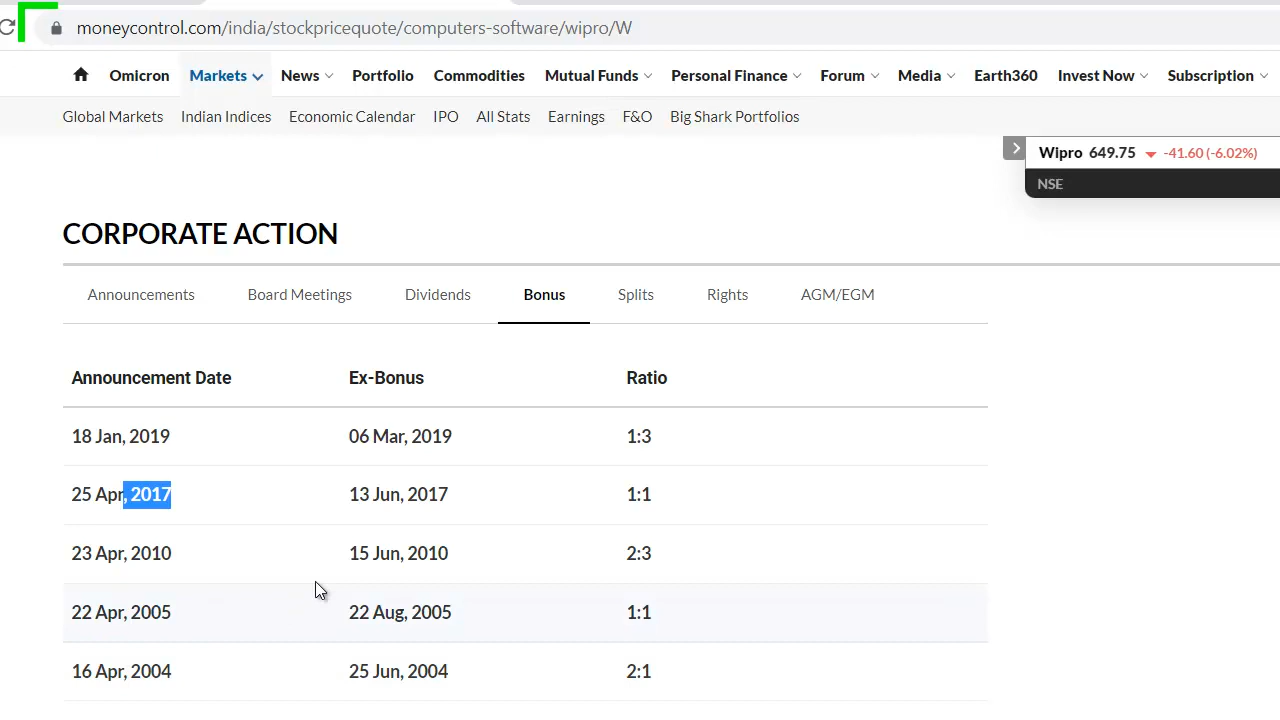 moneycontrol.com/india/stockpricequote/computers-software/wipro/W
Omicron Markets News Portfolio Commodities Mutual Funds Personal Finance Forum Media Earth360 Invest Now Subscription
Global Markets Indian Indices Economic Calendar IPO All Stats Earnings F&O Big Shark Portfolios
Wipro 649.75 -41.60 (-6.02%)
NSE
CORPORATE ACTION
Announcements Board Meetings Dividends Bonus Splits Rights AGM/EGM
Announcement Date Ex-Bonus Ratio
18 Jan, 2019 06 Mar, 2019 1:3
25 Apr, 2017 13 Jun, 2017 1:1
23 Apr, 2010 15 Jun, 2010 2:3
22 Apr, 2005 22 Aug, 2005 1:1
16 Apr, 2004 25 Jun, 2004 2:1